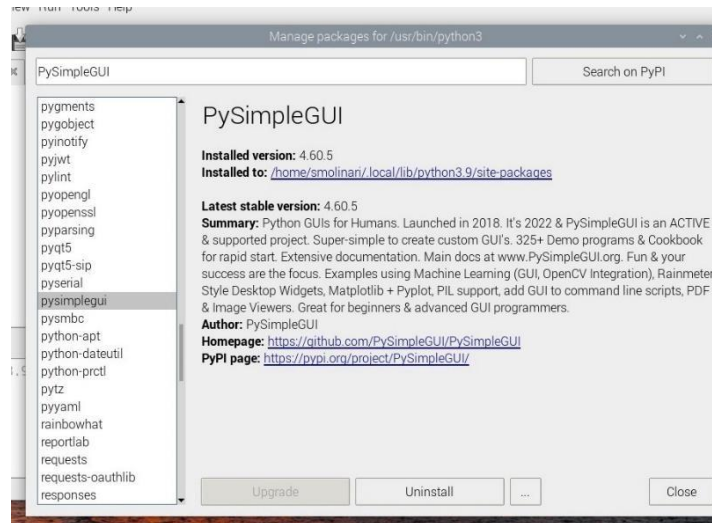 View Run Tools Help
Manage packages for /usr/bin/python3
PySimpleGUI
Search on PyPI
pygments
pygobject
pyinotify
pyjwt
pylint
pyopengl
pyopenssl
pyparsing
pyqt5
pyqt5-sip
pyserial
pysimplegui
pysmbc
python-apt
python-dateutil
python-prctl
pytz
pyyaml
rainbowhat
reportlab
requests
requests-oauthlib
responses
PySimpleGUI
Installed version: 4.60.5
Installed to: /home/smolinari/.local/lib/python3.9/site-packages
Latest stable version: 4.60.5
Summary: Python GUIs for Humans. Launched in 2018. It's 2022 & PySimpleGUI is an ACTIVE
& supported project. Super-simple to create custom GUI's. 325+ Demo programs & Cookbook
for rapid start. Extensive documentation. Main docs at www.PySimpleGUI.org. Fun & your
success are the focus. Examples using Machine Learning (GUI, OpenCV Integration), Rainmeter
Style Desktop Widgets, Matplotlib + Pyplot, PIL support, add GUI to command line scripts, PDF
& Image Viewers. Great for beginners & advanced GUI programmers.
Author: PySimpleGUI
Homepage: https://github.com/PySimpleGUI/PySimpleGUI
PyPI page: https://pypi.org/project/PySimpleGUI/
Upgrade
Uninstall
...
Close